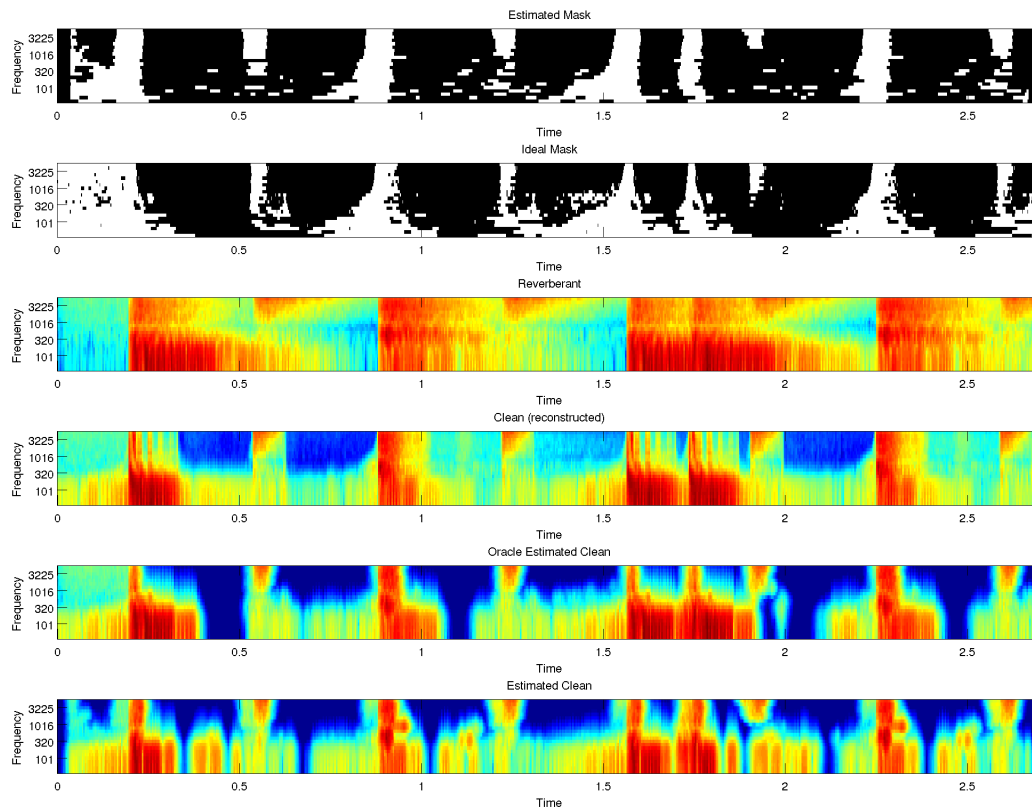 Estimated Mask
Frequency
3225
1016
320
101
0 0.5 1 1.5 2 2.5
Time
Ideal Mask
Frequency
3225
1016
320
101
0 0.5 1 1.5 2 2.5
Time
Reverberant
Frequency
3225
1016
320
101
0 0.5 1 1.5 2 2.5
Time
Clean (reconstructed)
Frequency
3225
1016
320
101
0 0.5 1 1.5 2 2.5
Time
Oracle Estimated Clean
Frequency
3225
1016
320
101
0 0.5 1 1.5 2 2.5
Time
Estimated Clean
Frequency
3225
1016
320
101
0 0.5 1 1.5 2 2.5
Time